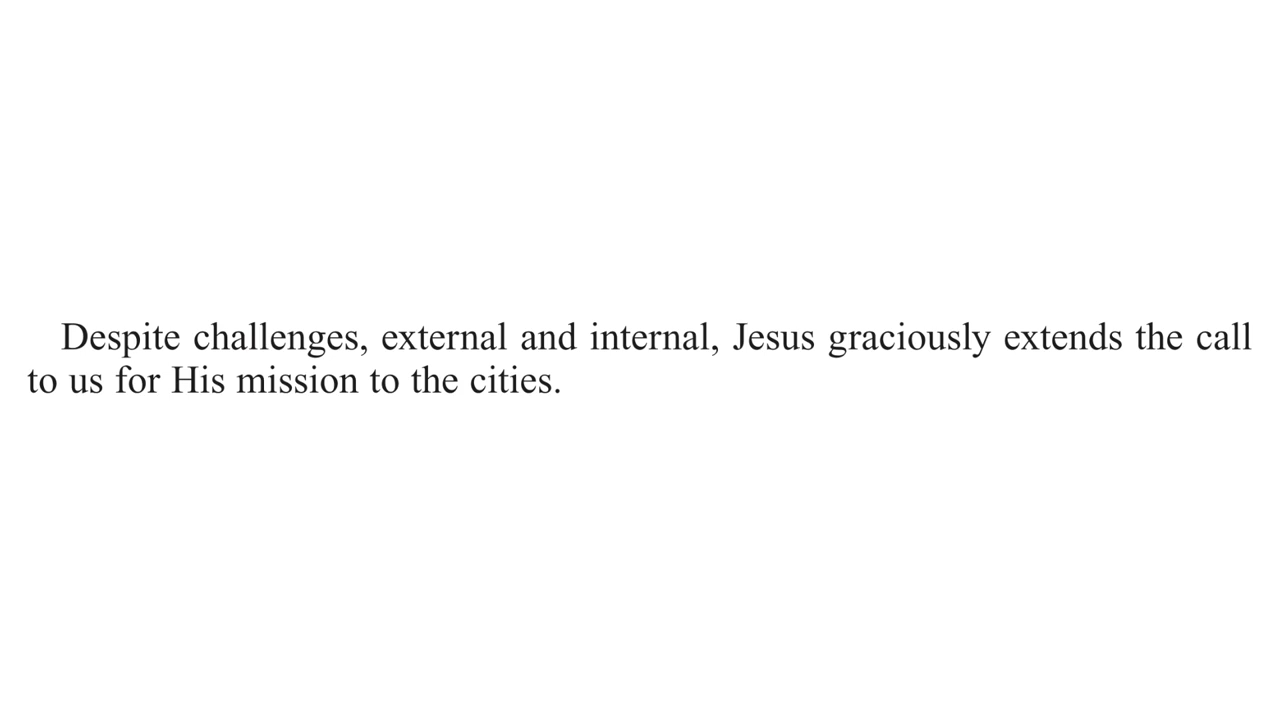 Despite challenges, external and internal, Jesus graciously extends the call
to us for His mission to the cities.